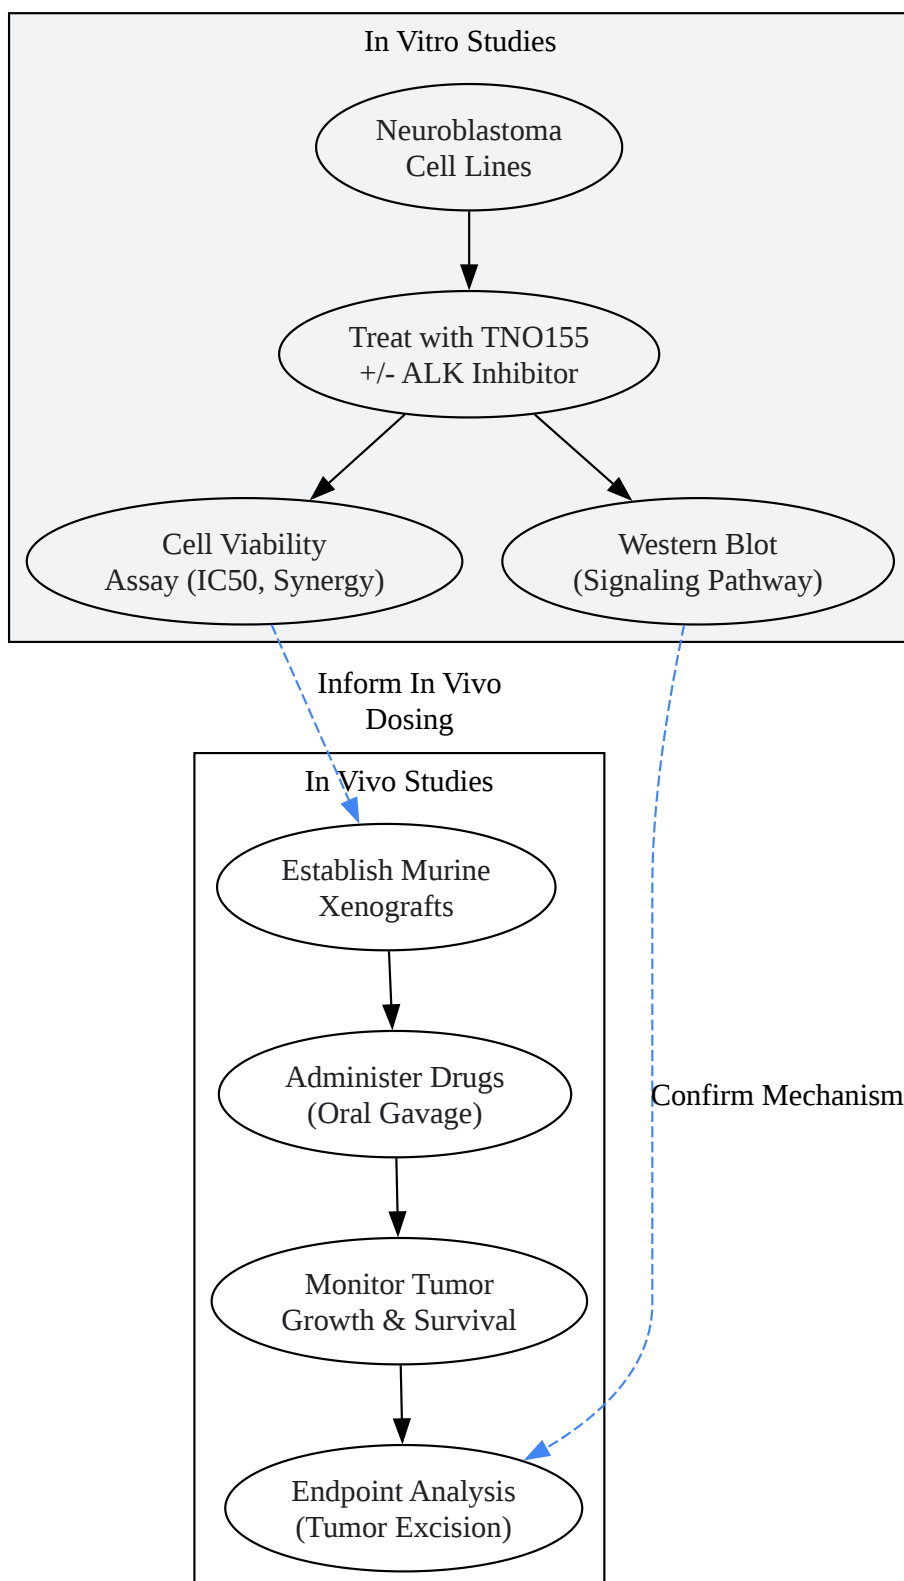 In Vitro Studies
Neuroblastoma
Cell Lines
Treat with TNO155
+/- ALK Inhibitor
Cell Viability
Assay (IC50, Synergy)
Western Blot
(Signaling Pathway)
Inform In Vivo
Dosing
In Vivo Studies
Establish Murine
Xenografts
Administer Drugs
(Oral Gavage)
Confirm Mechanism
Monitor Tumor
Growth & Survival
Endpoint Analysis
(Tumor Excision)